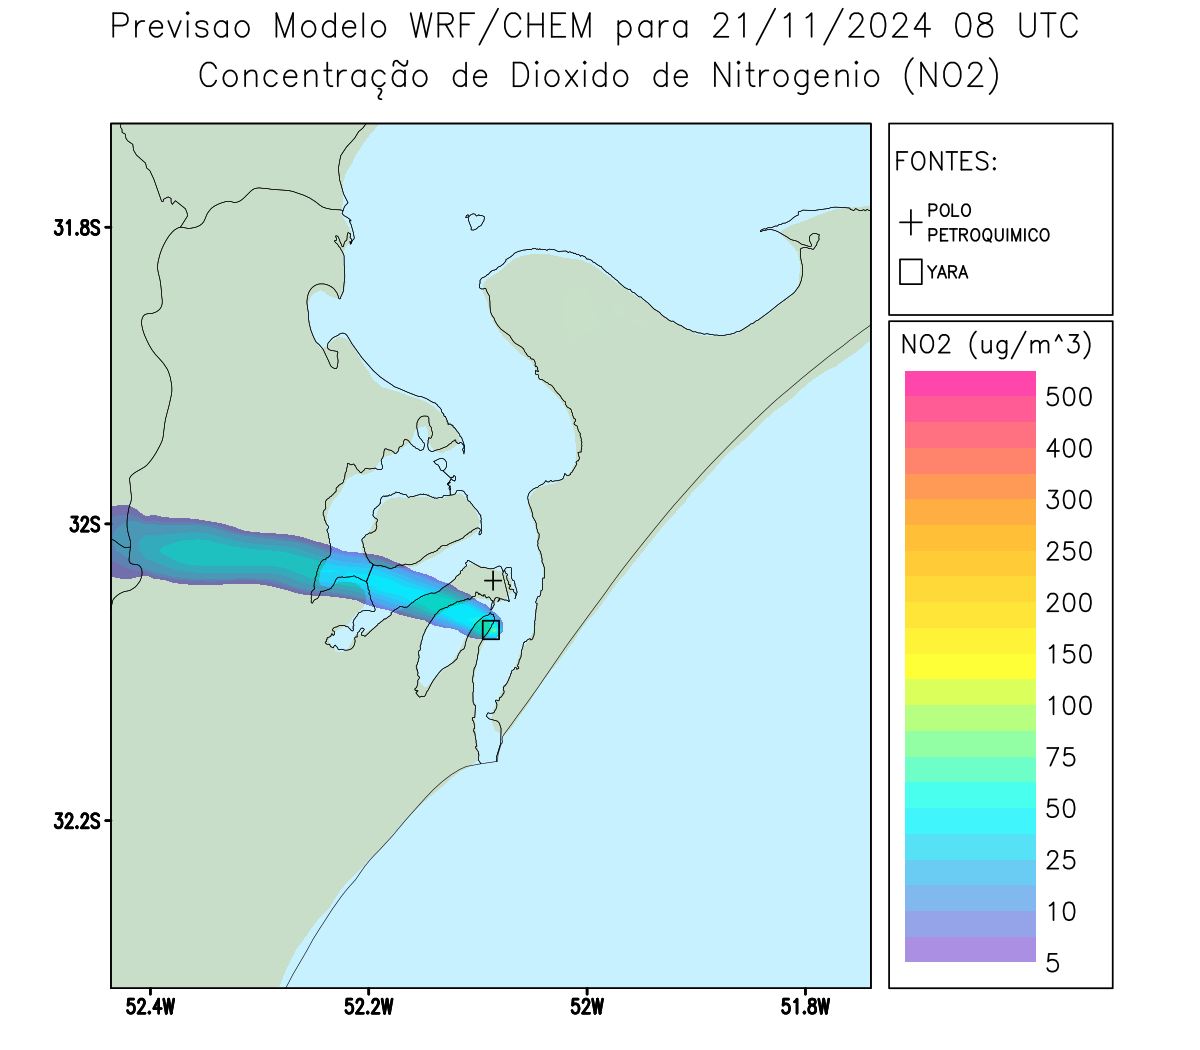 Previsao Modelo WRF/CHEM para 21/11/2024 08 UTC
Concentração de Dioxido de Nitrogenio (NO2)
FONTES:
POLO
PETROQUIMICO
YARA
31.8S
32S
32.2S
52.4W
52.2W
52W
51.8W
NO2 (ug/m^3)
500
400
300
250
200
150
100
75
50
25
10
5